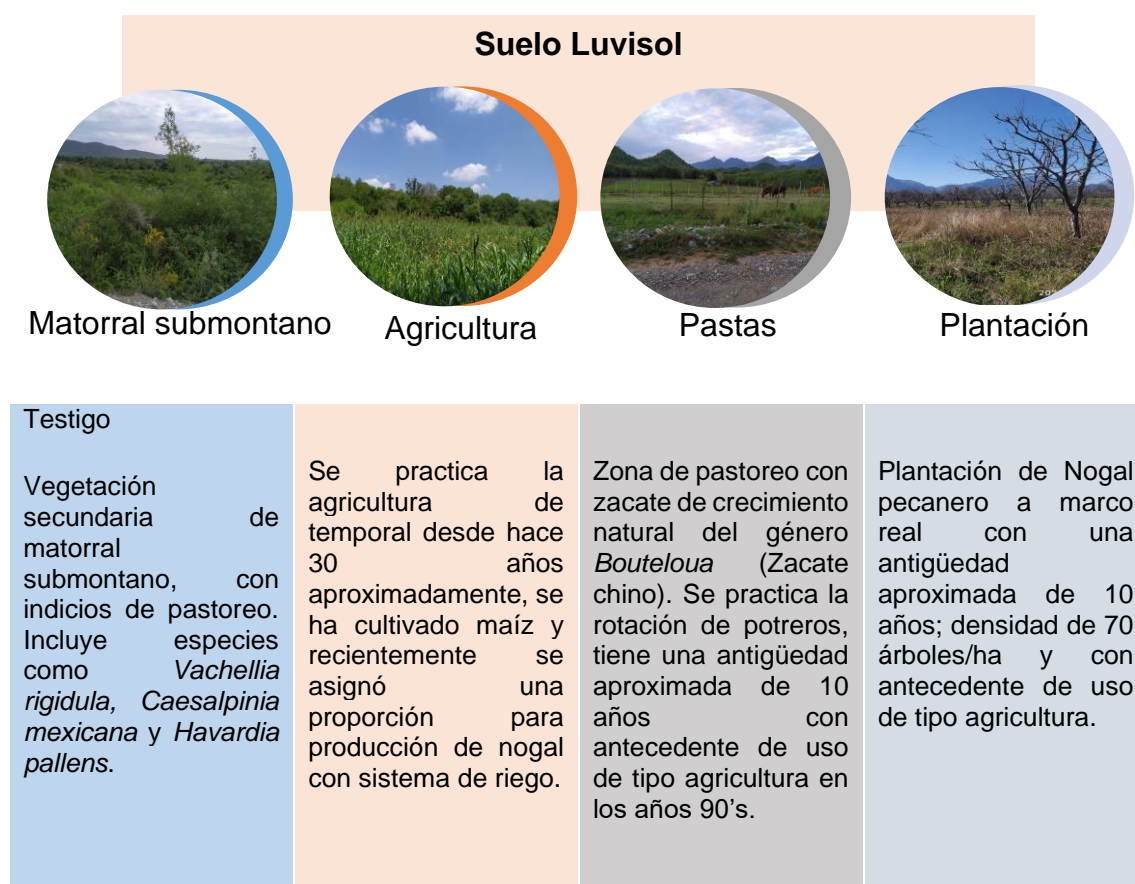 Suelo Luvisol
Matorral submontano
Agricultura
Pastas
Plantación
Testigo
Vegetación
secundaria de
matorral
submontano, con
indicios de pastoreo.
Incluye especies
como Vachellia
rigidula, Caesalpinia
mexicana y Havardia
pallens.
Se practica la
agricultura de
temporal desde hace
30 años
aproximadamente, se
ha cultivado maíz y
recientemente se
asignó una
proporción para
producción de nogal
con sistema de riego.
Zona de pastoreo con
zacate de crecimiento
natural del género
Bouteloua (Zacate
chino). Se practica la
rotación de potreros,
tiene una antigüedad
aproximada de 10
años con
antecedente de uso
de tipo agricultura en
los años 90’s.
Plantación de Nogal
pecanero a marco
real con una
antigüedad
aproximada de 10
años; densidad de 70
árboles/ha y con
antecedente de uso
de tipo agricultura.